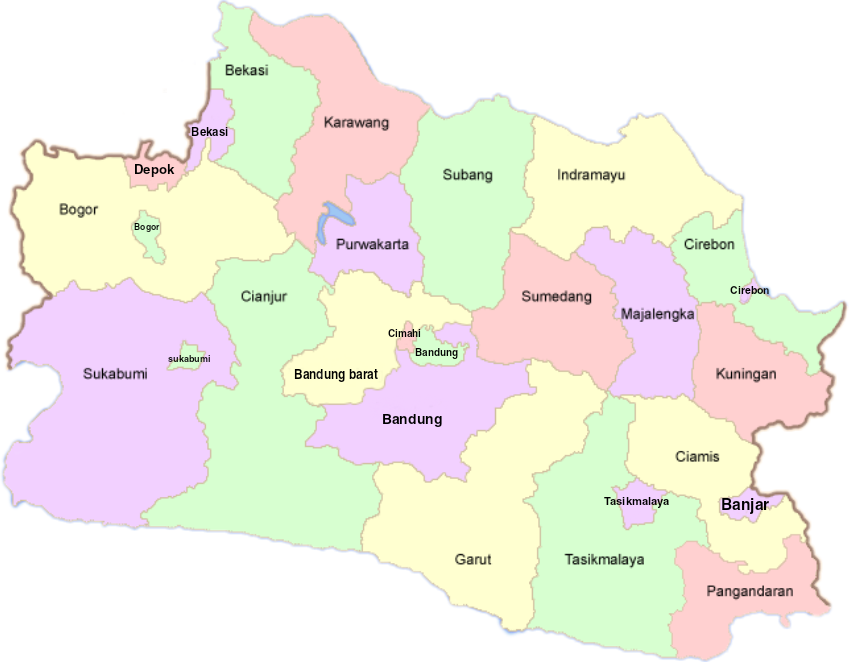 Bekasi
Karawang
Bekasi
Depok
Subang
Indramayu
Bogor
Bogor
Purwakarta
Cirebon
Cirebon
Cianjur
Sumedang
Majalengka
Cimahi
Bandung
sukabumi
Sukabumi
Bandung barat
Kuningan
Bandung
Ciamis
Tasikmalaya
Banjar
Garut
Tasikmalaya
Pangandaran